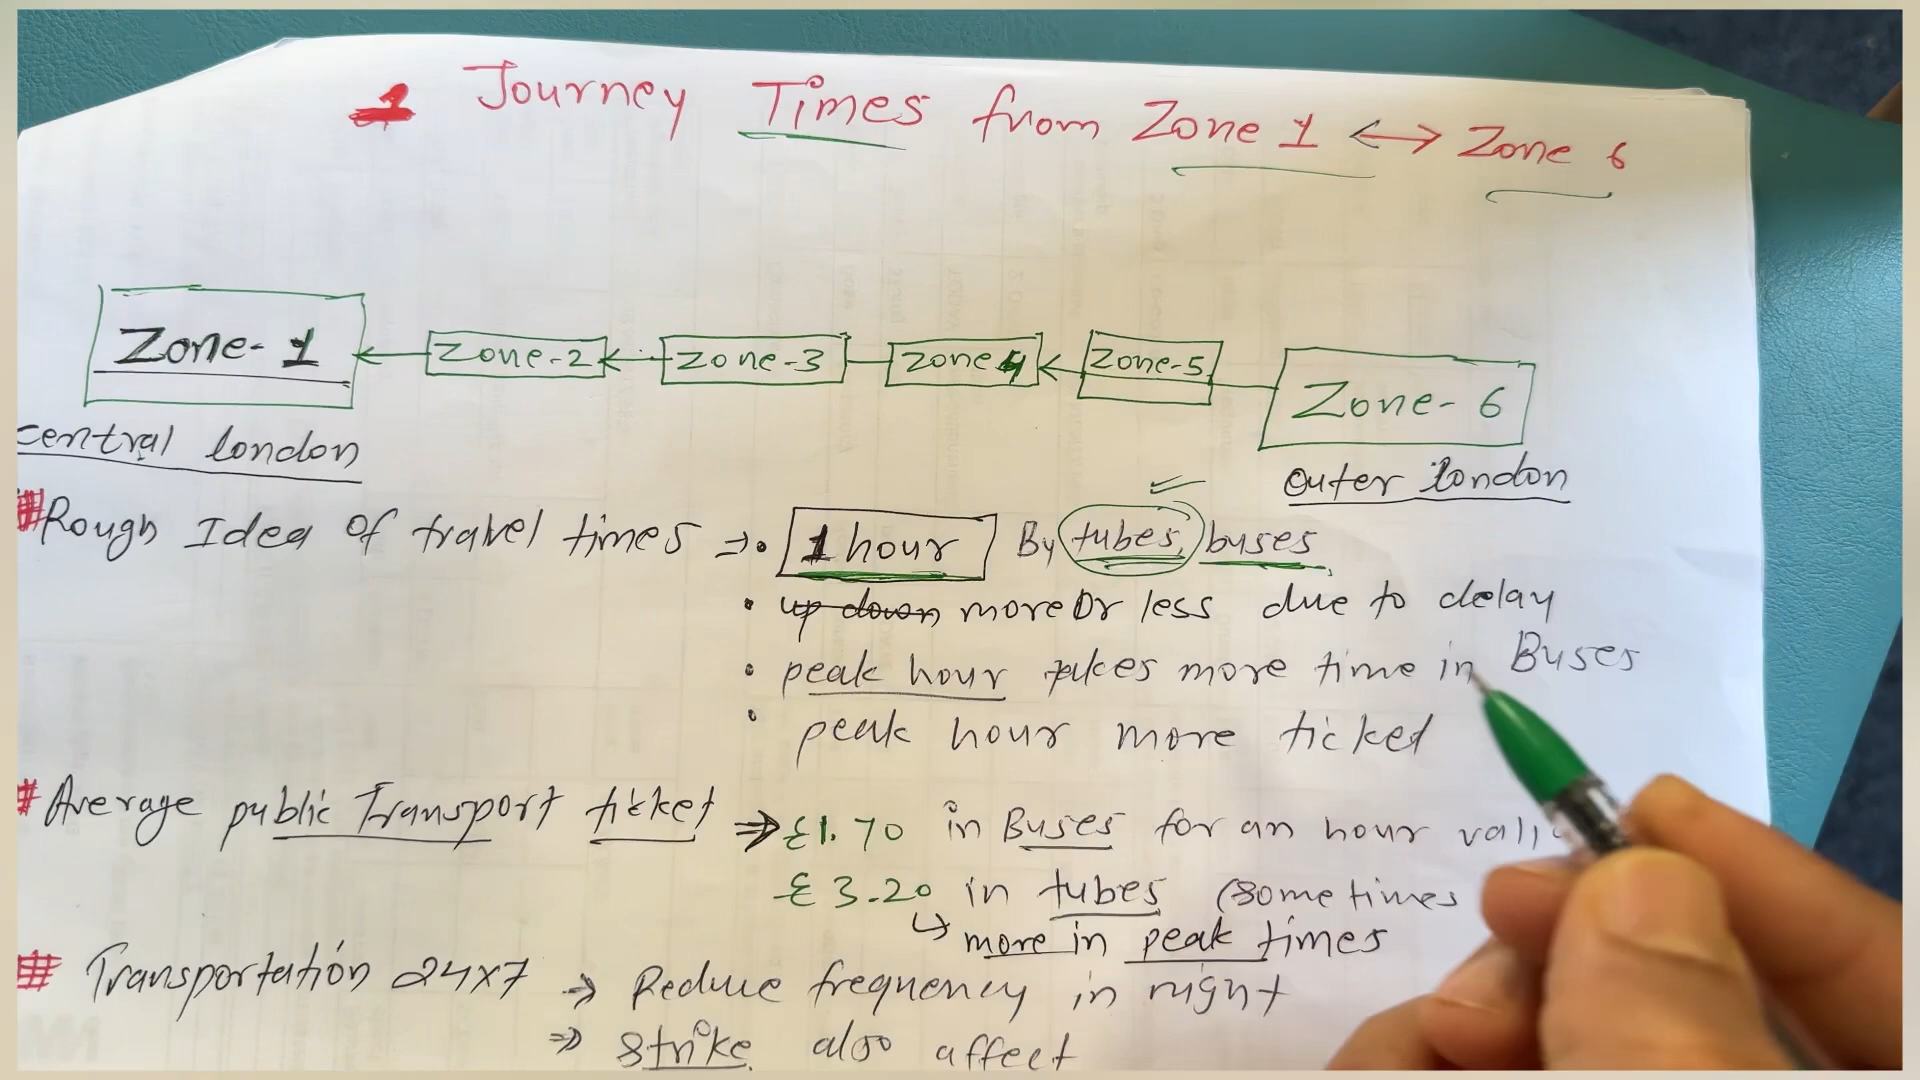 1 Journey Times from Zone 1 <-> Zone 6
Zone-1 Zone-2 Zone-3 Zone 4 Zone-5 Zone-6
central london
outer london
# Rough Idea of travel times => • 1 hour By tubes, buses
• up down more or less due to delay
• peak hour takes more time in Buses
• peak hour more ticket
# Average public Transport ticket => £1.70 in Buses for an hour
£3.20 in tubes (sometimes
↳ more in peak times
# Transportation 24x7 → Reduce frequency in night
⇒ strike also affect